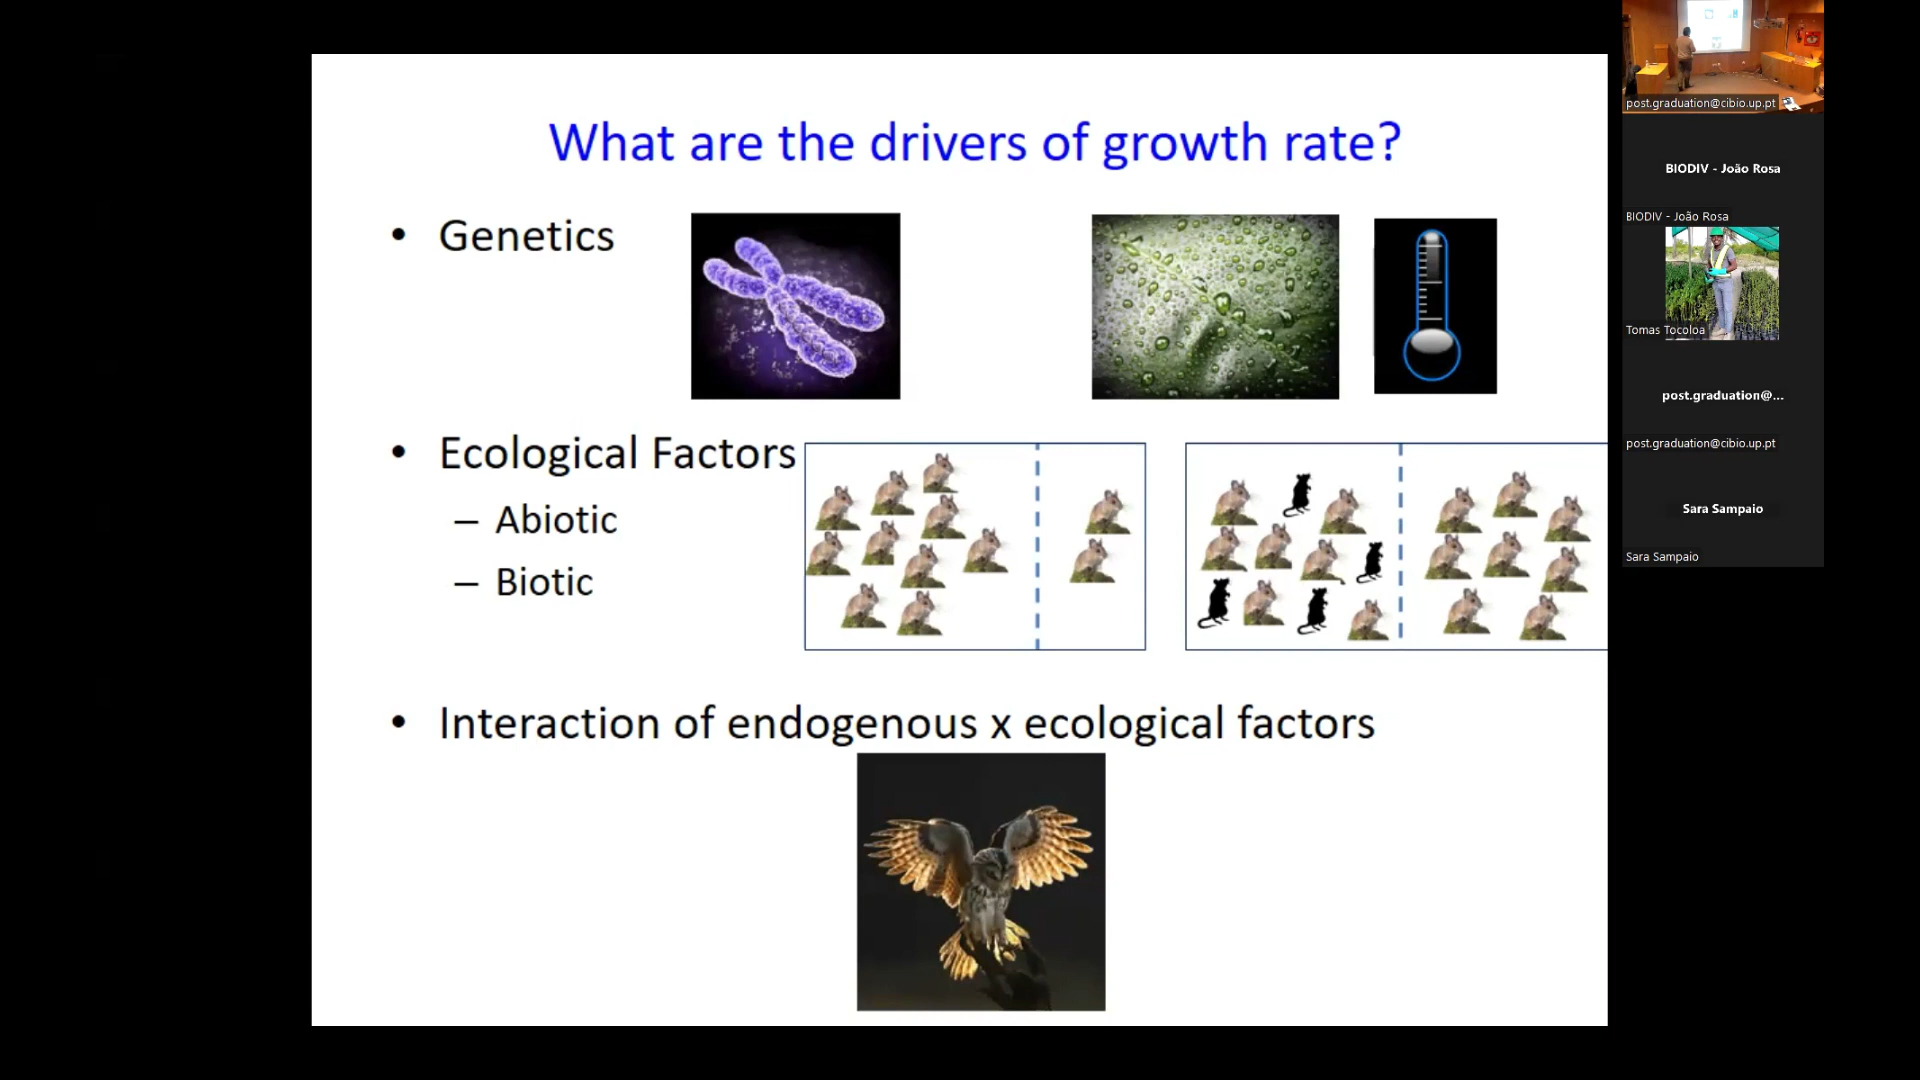 What are the drivers of growth rate?
• Genetics
• Ecological Factors
– Abiotic
– Biotic
• Interaction of endogenous x ecological factors
post.graduation@cibio.up.pt
BIODIV - João Rosa
BIODIV - João Rosa
Tomas Tocoloa
post.graduation@...
post.graduation@cibio.up.pt
Sara Sampaio
Sara Sampaio